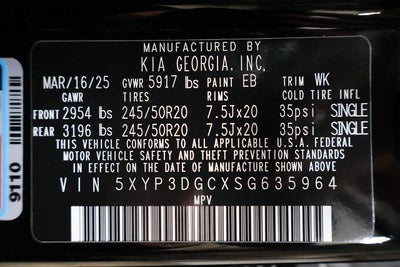 MANUFACTURED BY
KIA GEORGIA, INC.
MAR/16/25 GVWR 5917 lbs PAINT EB TRIM WK
GAWR TIRES RIMS COLD TIRE INFL
FRONT 2954 lbs 245/50R20 7.5Jx20 35psi SINGLE
REAR 3196 lbs 245/50R20 7.5Jx20 35psi SINGLE
THIS VEHICLE CONFORMS TO ALL APPLICABLE U.S.A. FEDERAL
MOTOR VEHICLE SAFETY AND THEFT PREVENTION STANDARDS
IN EFFECT ON THE DATE OF MANUFACTURE SHOWN ABOVE
VIN 5XYP3DGCXSG635964
MPV
9110